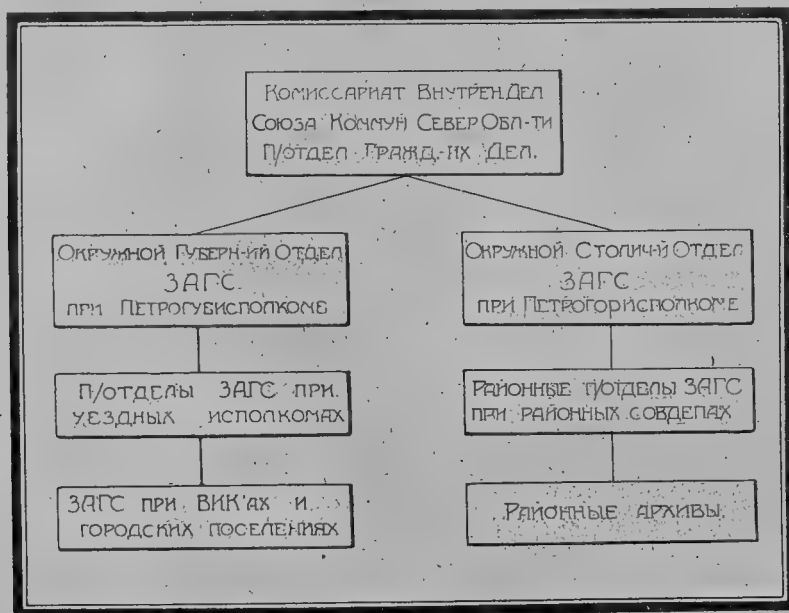 Комиссариат Внутрен Дел
Союза Коммун Север Обл-ти
П/отдел Гражд.-их Дел.
Окружной Губерн-ий Отдел
ЗАГС.
при Петрогубисполкоме
Окружной Столич-й Отдел
ЗАГС
при Петрогорисполкоме
П/отделы ЗАГС при
уездных исполкомах
Районные п/отделы ЗАГС
при районных совдепах
ЗАГС при ВИК'ах и
городских поселениях
Районные архивы.